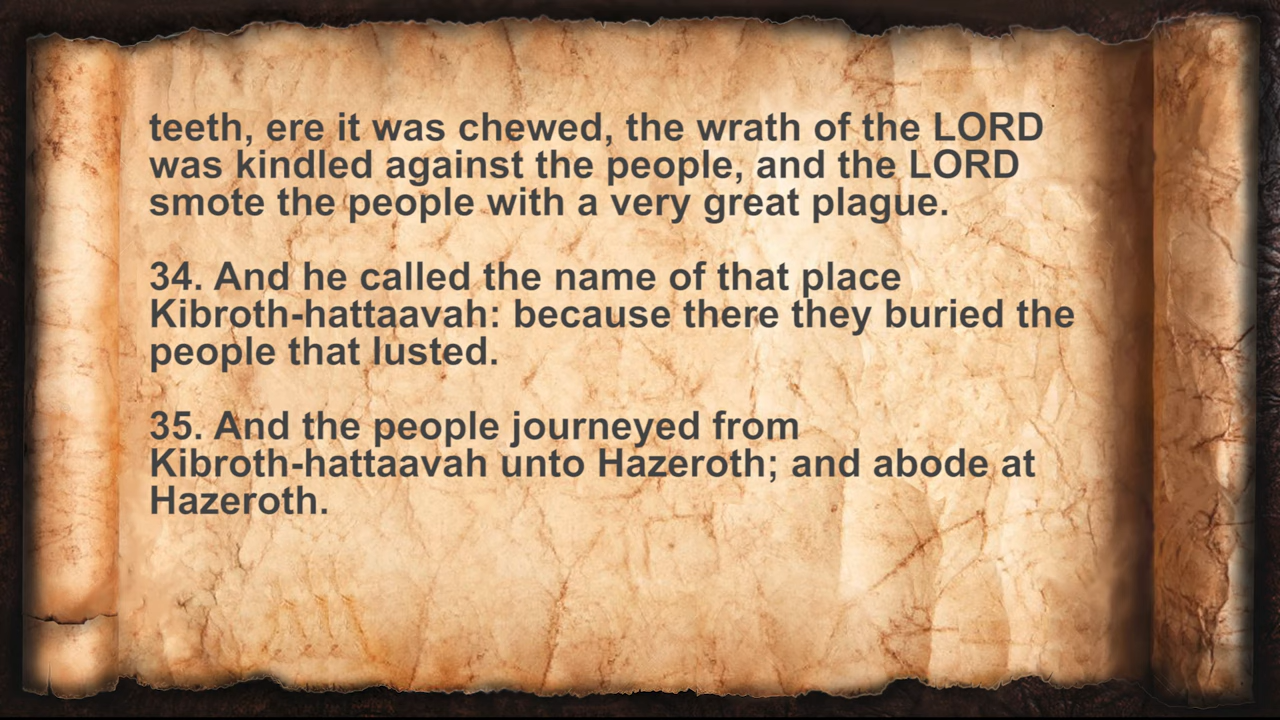 teeth, ere it was chewed, the wrath of the LORD
was kindled against the people, and the LORD
smote the people with a very great plague.
34. And he called the name of that place
Kibroth-hattaavah: because there they buried the
people that lusted.
35. And the people journeyed from
Kibroth-hattaavah unto Hazeroth; and abode at
Hazeroth.